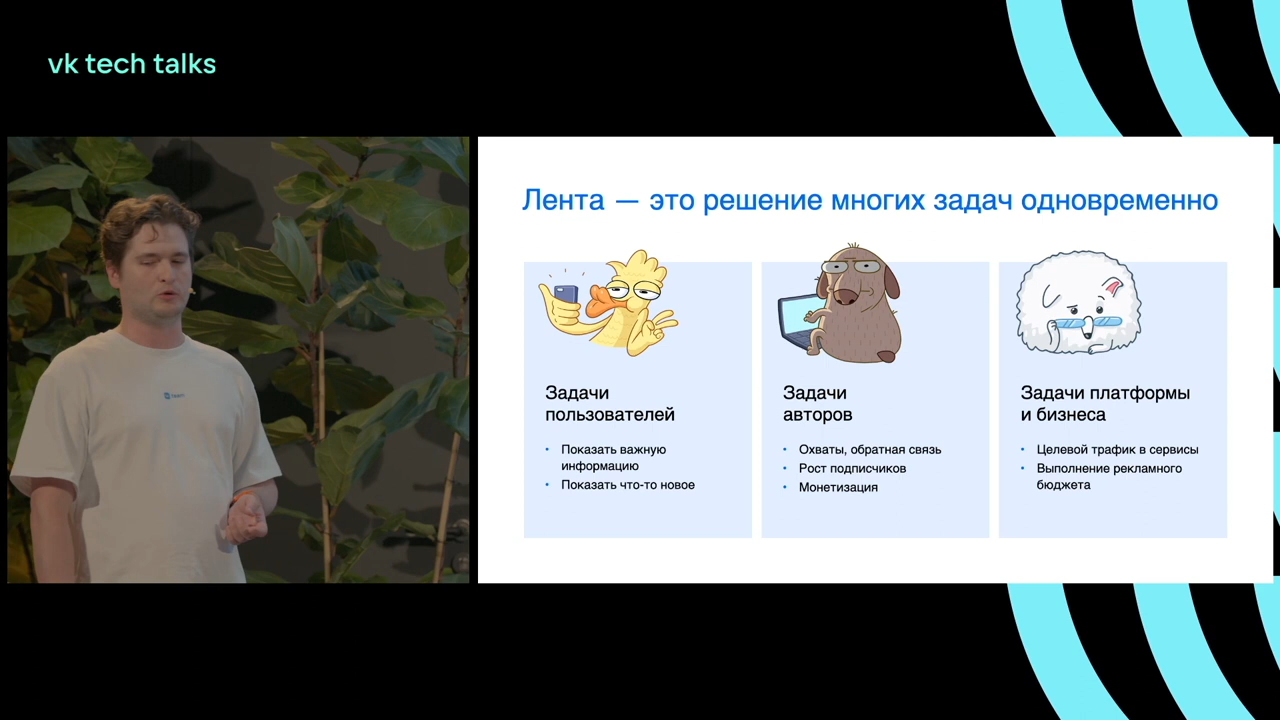 vk tech talks
Лента — это решение многих задач одновременно
Задачи
пользователей
• Показать важную
информацию
• Показать что-то новое
Задачи
авторов
• Охваты, обратная связь
• Рост подписчиков
• Монетизация
Задачи платформы
и бизнеса
• Целевой трафик в сервисы
• Выполнение рекламного
бюджета